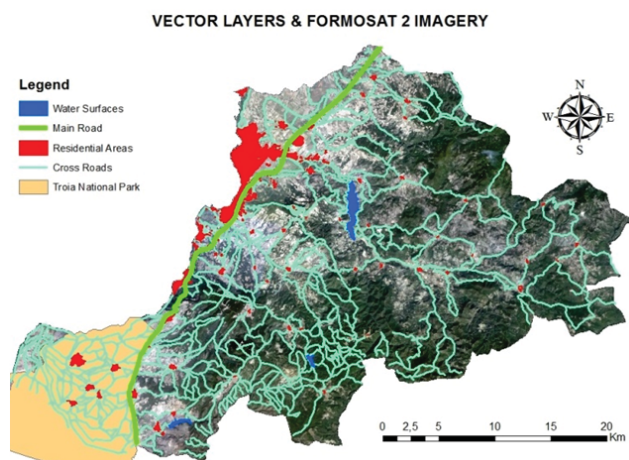 VECTOR LAYERS & FORMOSAT 2 IMAGERY
Legend
Water Surfaces
Main Road
Residential Areas
Cross Roads
Troia National Park
N
W E
S
0 2,5 5 10 15 20
Km